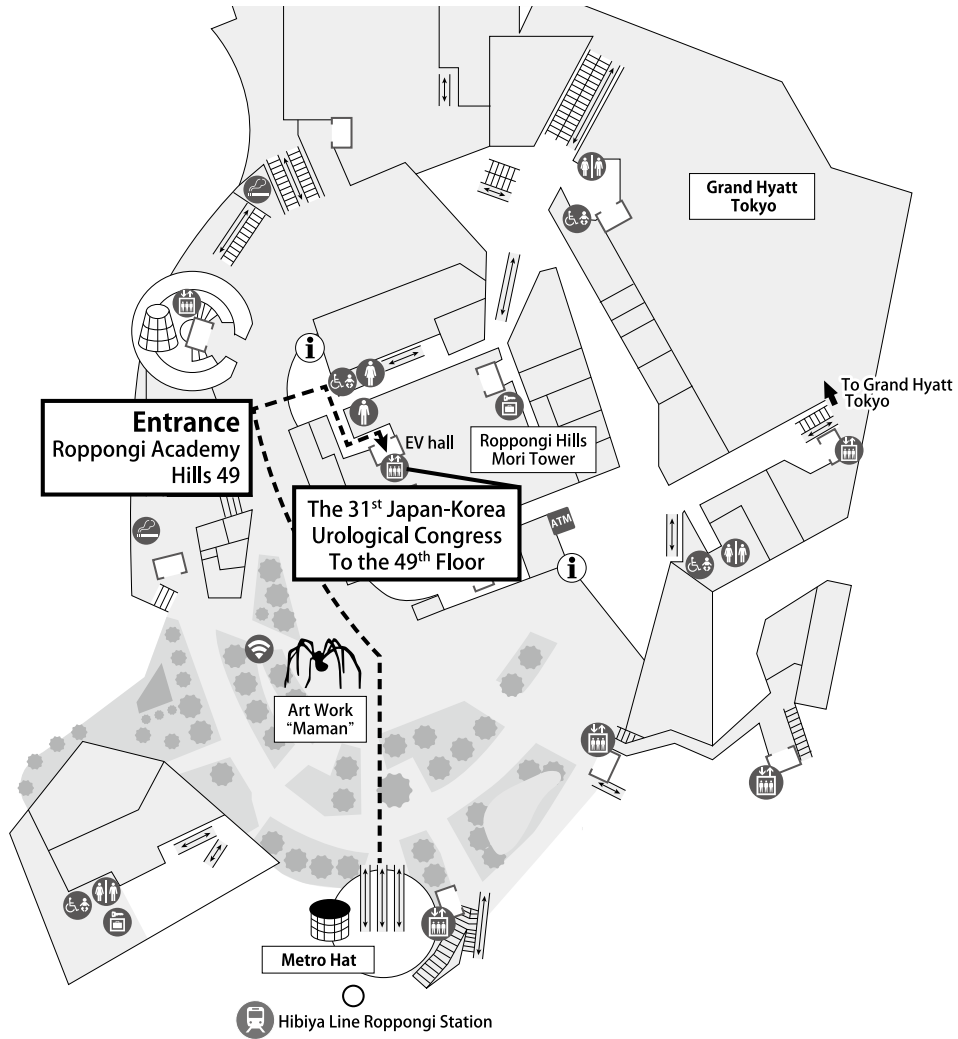 Grand Hyatt
Tokyo
i
To Grand Hyatt
Tokyo
Entrance
Roppongi Academy
Hills 49
EV hall
Roppongi Hills
Mori Tower
The 31st Japan-Korea
Urological Congress
To the 49th Floor
ATM
i
Art Work
“Maman”
Metro Hat
Hibiya Line Roppongi Station